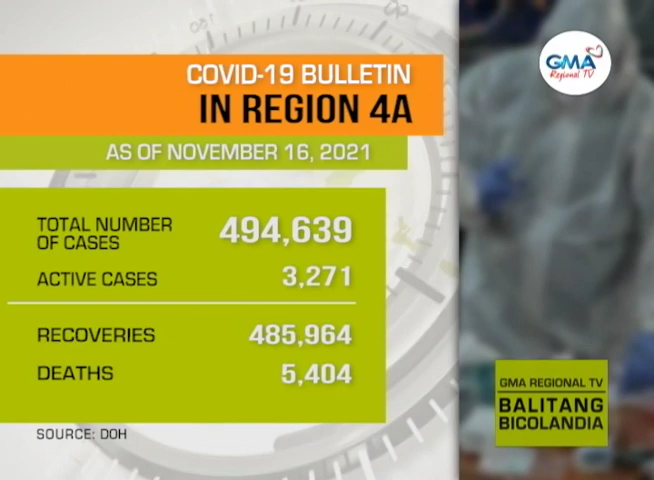 COVID-19 BULLETIN
IN REGION 4A
AS OF NOVEMBER 16, 2021
TOTAL NUMBER
OF CASES
494,639
ACTIVE CASES
3,271
RECOVERIES
485,964
DEATHS
5,404
SOURCE: DOH
GMA
Regional TV
GMA REGIONAL TV
BALITANG
BICOLANDIA